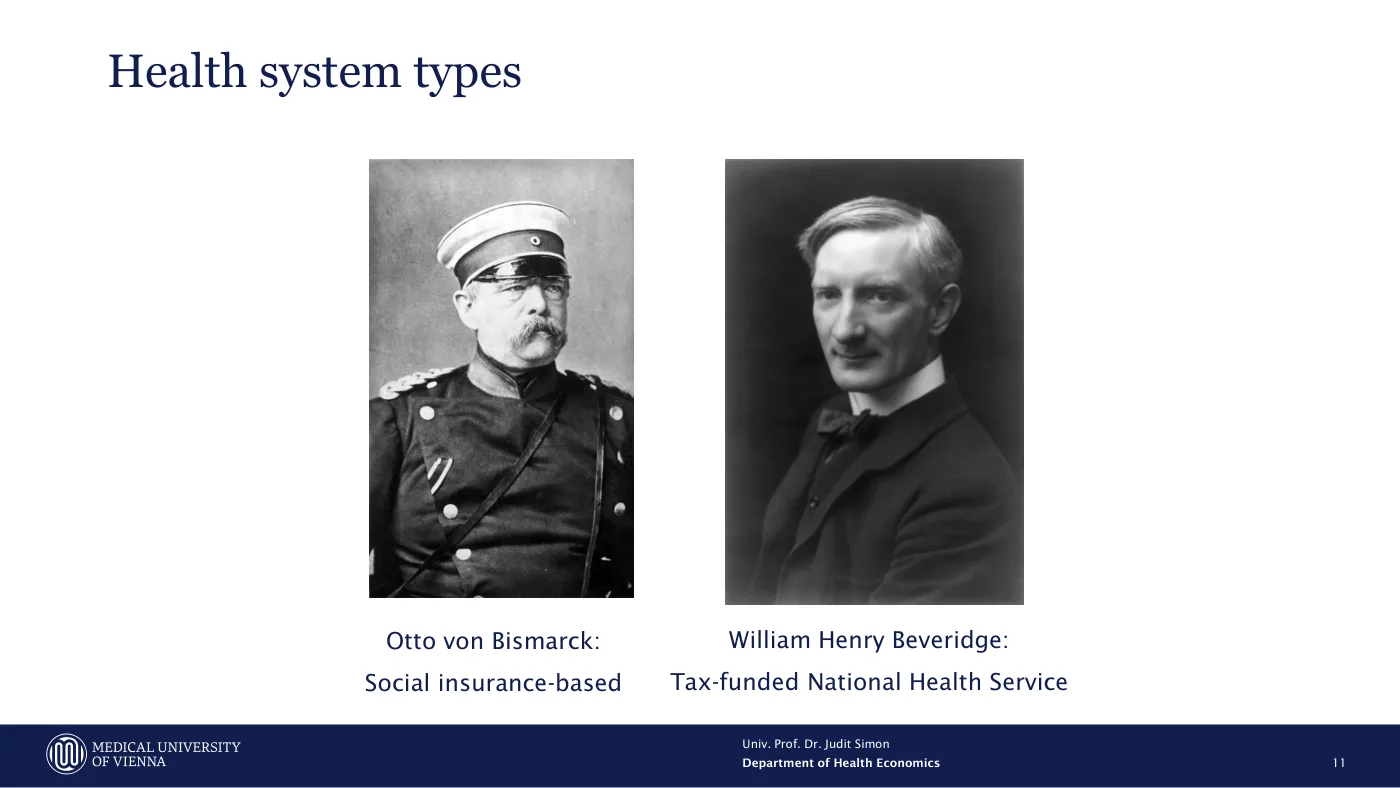 Health system types
Otto von Bismarck:
Social insurance-based
William Henry Beveridge:
Tax-funded National Health Service
MEDICAL UNIVERSITY
OF VIENNA
Univ. Prof. Dr. Judit Simon
Department of Health Economics
11